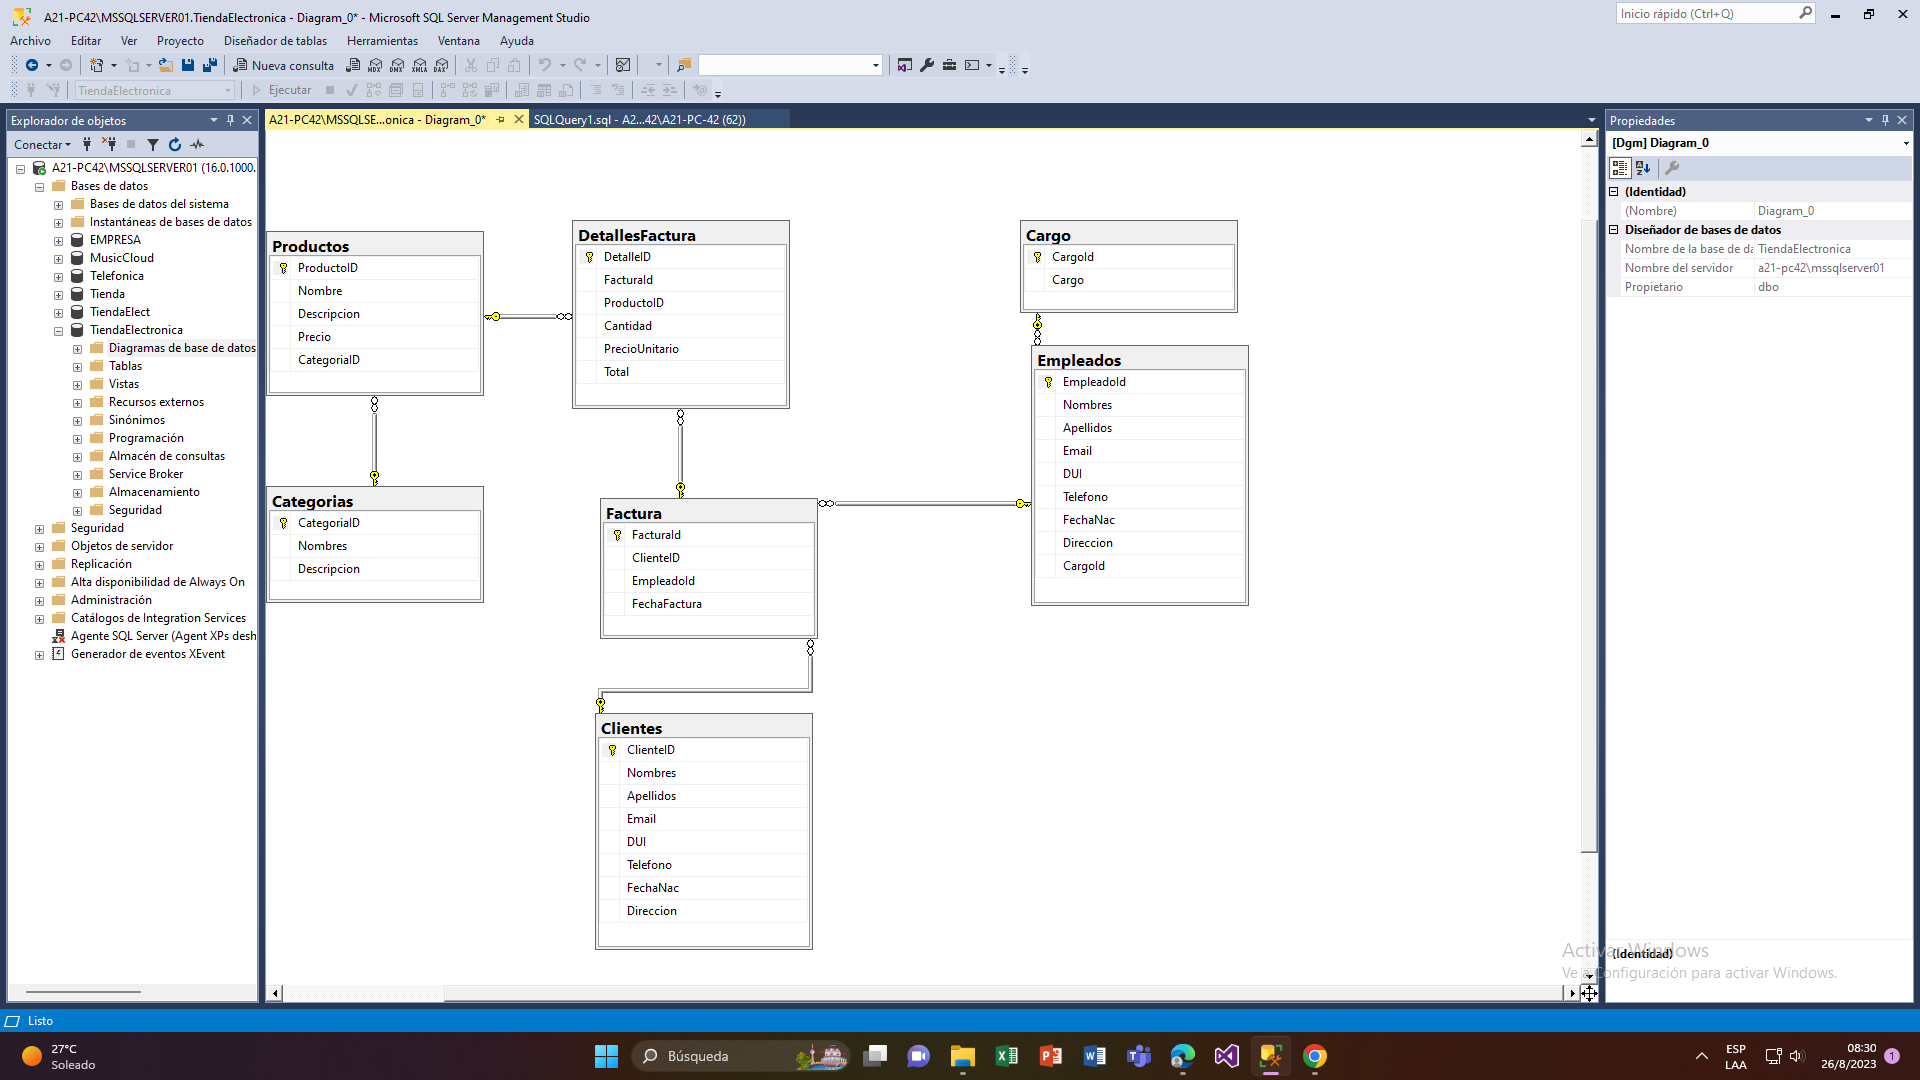 A21-PC42\MSSQLSERVER01.TiendaElectronica - Diagram_0* - Microsoft SQL Server Management Studio
Inicio rápido (Ctrl+Q)
Archivo Editar Ver Proyecto Diseñador de tablas Herramientas Ventana Ayuda
Nueva consulta
MDX DMX XMLA DAX
TiendaElectronica
Ejecutar
Explorador de objetos
Conectar
A21-PC42\MSSQLSERVER01 (16.0.1000.
Bases de datos
Bases de datos del sistema
Instantáneas de bases de datos
EMPRESA
MusicCloud
Telefonica
Tienda
TiendaElect
TiendaElectronica
Diagramas de base de datos
Tablas
Vistas
Recursos externos
Sinónimos
Programación
Almacén de consultas
Service Broker
Almacenamiento
Seguridad
Seguridad
Objetos de servidor
Replicación
Alta disponibilidad de Always On
Administración
Catálogos de Integration Services
Agente SQL Server (Agent XPs desh
Generador de eventos XEvent
A21-PC42\MSSQLSE...onica - Diagram_0*
SQLQuery1.sql - A2...42\A21-PC-42 (62))
Productos
ProductoID
Nombre
Descripcion
Precio
CategoriaID
DetallesFactura
DetalleID
FacturaId
ProductoID
Cantidad
PrecioUnitario
Total
Cargo
CargoId
Cargo
Empleados
EmpleadoId
Nombres
Apellidos
Email
DUI
Telefono
FechaNac
Direccion
CargoId
Categorias
CategoriaID
Nombres
Descripcion
Factura
FacturaId
ClienteID
EmpleadoId
FechaFactura
Clientes
ClienteID
Nombres
Apellidos
Email
DUI
Telefono
FechaNac
Direccion
Propiedades
[Dgm] Diagram_0
(Identidad)
(Nombre) Diagram_0
Diseñador de bases de datos
Nombre de la base de da TiendaElectronica
Nombre del servidor a21-pc42\mssqlserver01
Propietario dbo
Activar Windows
(Identidad)
Ve a Configuración para activar Windows.
Listo
27°C
Soleado
Búsqueda
ESP
LAA
08:30
26/8/2023
1